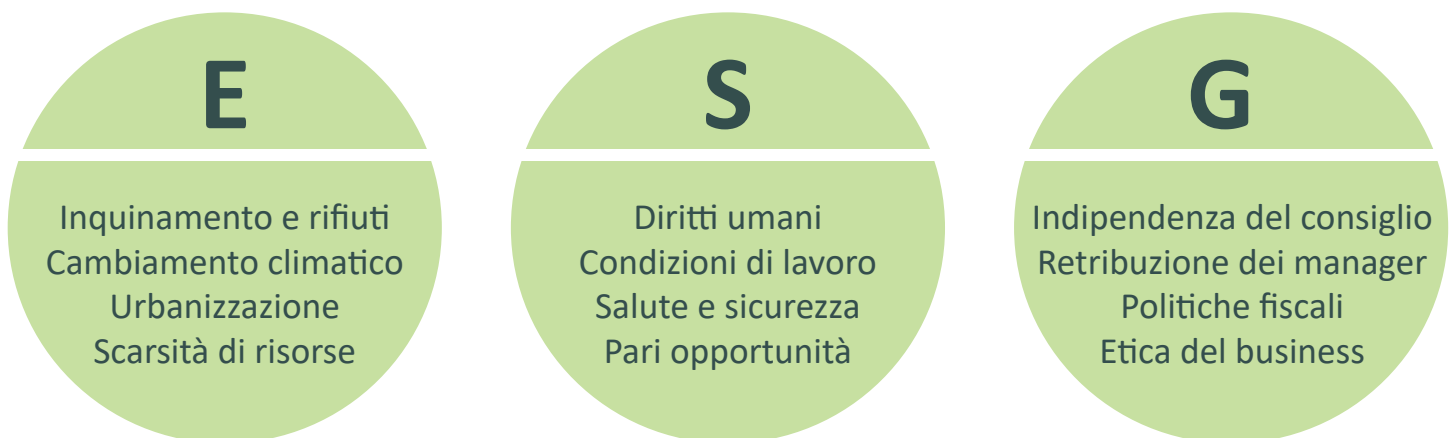 E
Inquinamento e rifiuti
Cambiamento climatico
Urbanizzazione
Scarsità di risorse
S
Diritti umani
Condizioni di lavoro
Salute e sicurezza
Pari opportunità
G
Indipendenza del consiglio
Retribuzione dei manager
Politiche fiscali
Etica del business